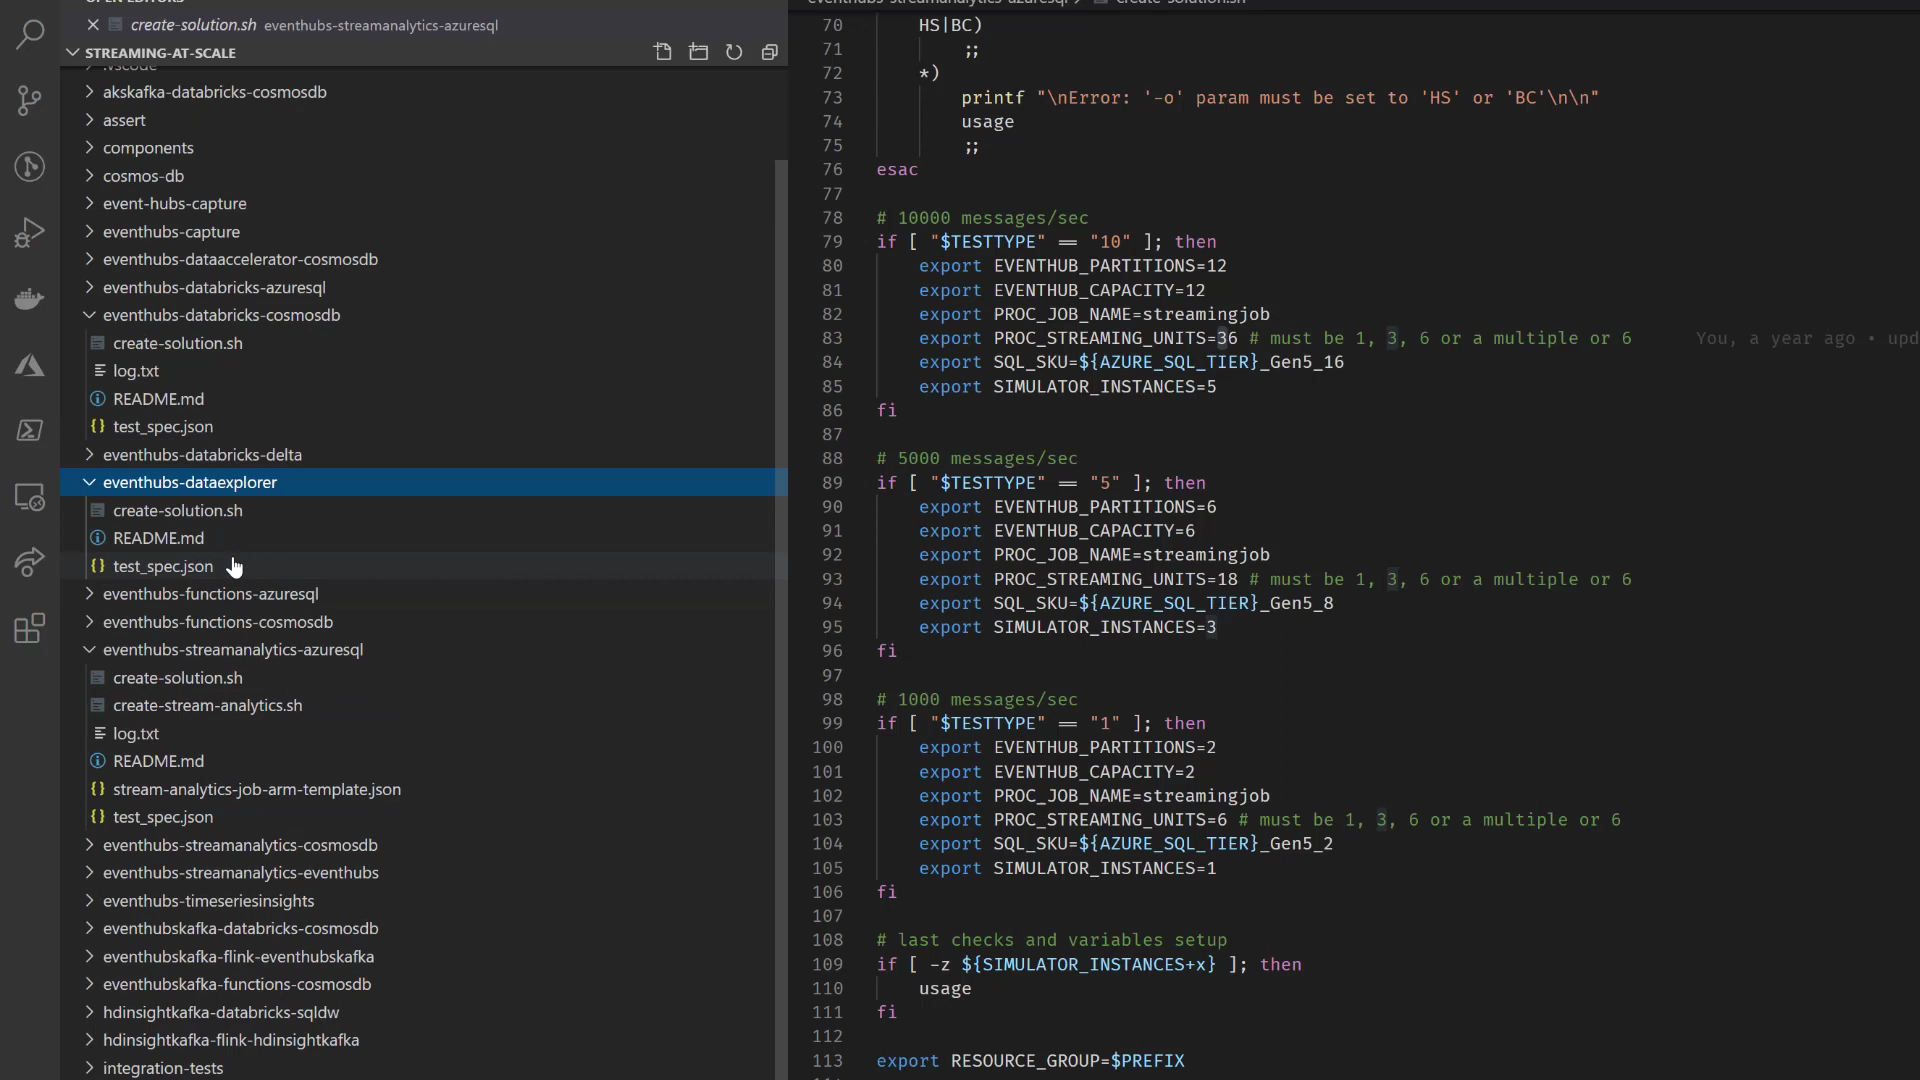 OPEN EDITORS
create-solution.sh eventhubs-streamanalytics-azuresql
STREAMING-AT-SCALE
.vscode
akskafka-databricks-cosmosdb
assert
components
cosmos-db
event-hubs-capture
eventhubs-capture
eventhubs-dataaccelerator-cosmosdb
eventhubs-databricks-azuresql
eventhubs-databricks-cosmosdb
create-solution.sh
log.txt
README.md
test_spec.json
eventhubs-databricks-delta
eventhubs-dataexplorer
create-solution.sh
README.md
test_spec.json
eventhubs-functions-azuresql
eventhubs-functions-cosmosdb
eventhubs-streamanalytics-azuresql
create-solution.sh
create-stream-analytics.sh
log.txt
README.md
stream-analytics-job-arm-template.json
test_spec.json
eventhubs-streamanalytics-cosmosdb
eventhubs-streamanalytics-eventhubs
eventhubs-timeseriesinsights
eventhubskafka-databricks-cosmosdb
eventhubskafka-flink-eventhubskafka
eventhubskafka-functions-cosmosdb
hdinsightkafka-databricks-sqldw
hdinsightkafka-flink-hdinsightkafka
integration-tests
eventhubs-streamanalytics-azuresql > create-solution.sh
70 HS|BC)
71 ;;
72 *)
73 printf "\nError: '-o' param must be set to 'HS' or 'BC'\n\n"
74 usage
75 ;;
76 esac
77
78 # 10000 messages/sec
79 if [ "$TESTTYPE" == "10" ]; then
80 export EVENTHUB_PARTITIONS=12
81 export EVENTHUB_CAPACITY=12
82 export PROC_JOB_NAME=streamingjob
83 export PROC_STREAMING_UNITS=36 # must be 1, 3, 6 or a multiple or 6 You, a year ago • upd
84 export SQL_SKU=${AZURE_SQL_TIER}_Gen5_16
85 export SIMULATOR_INSTANCES=5
86 fi
87
88 # 5000 messages/sec
89 if [ "$TESTTYPE" == "5" ]; then
90 export EVENTHUB_PARTITIONS=6
91 export EVENTHUB_CAPACITY=6
92 export PROC_JOB_NAME=streamingjob
93 export PROC_STREAMING_UNITS=18 # must be 1, 3, 6 or a multiple or 6
94 export SQL_SKU=${AZURE_SQL_TIER}_Gen5_8
95 export SIMULATOR_INSTANCES=3
96 fi
97
98 # 1000 messages/sec
99 if [ "$TESTTYPE" == "1" ]; then
100 export EVENTHUB_PARTITIONS=2
101 export EVENTHUB_CAPACITY=2
102 export PROC_JOB_NAME=streamingjob
103 export PROC_STREAMING_UNITS=6 # must be 1, 3, 6 or a multiple or 6
104 export SQL_SKU=${AZURE_SQL_TIER}_Gen5_2
105 export SIMULATOR_INSTANCES=1
106 fi
107
108 # last checks and variables setup
109 if [ -z ${SIMULATOR_INSTANCES+x} ]; then
110 usage
111 fi
112
113 export RESOURCE_GROUP=$PREFIX